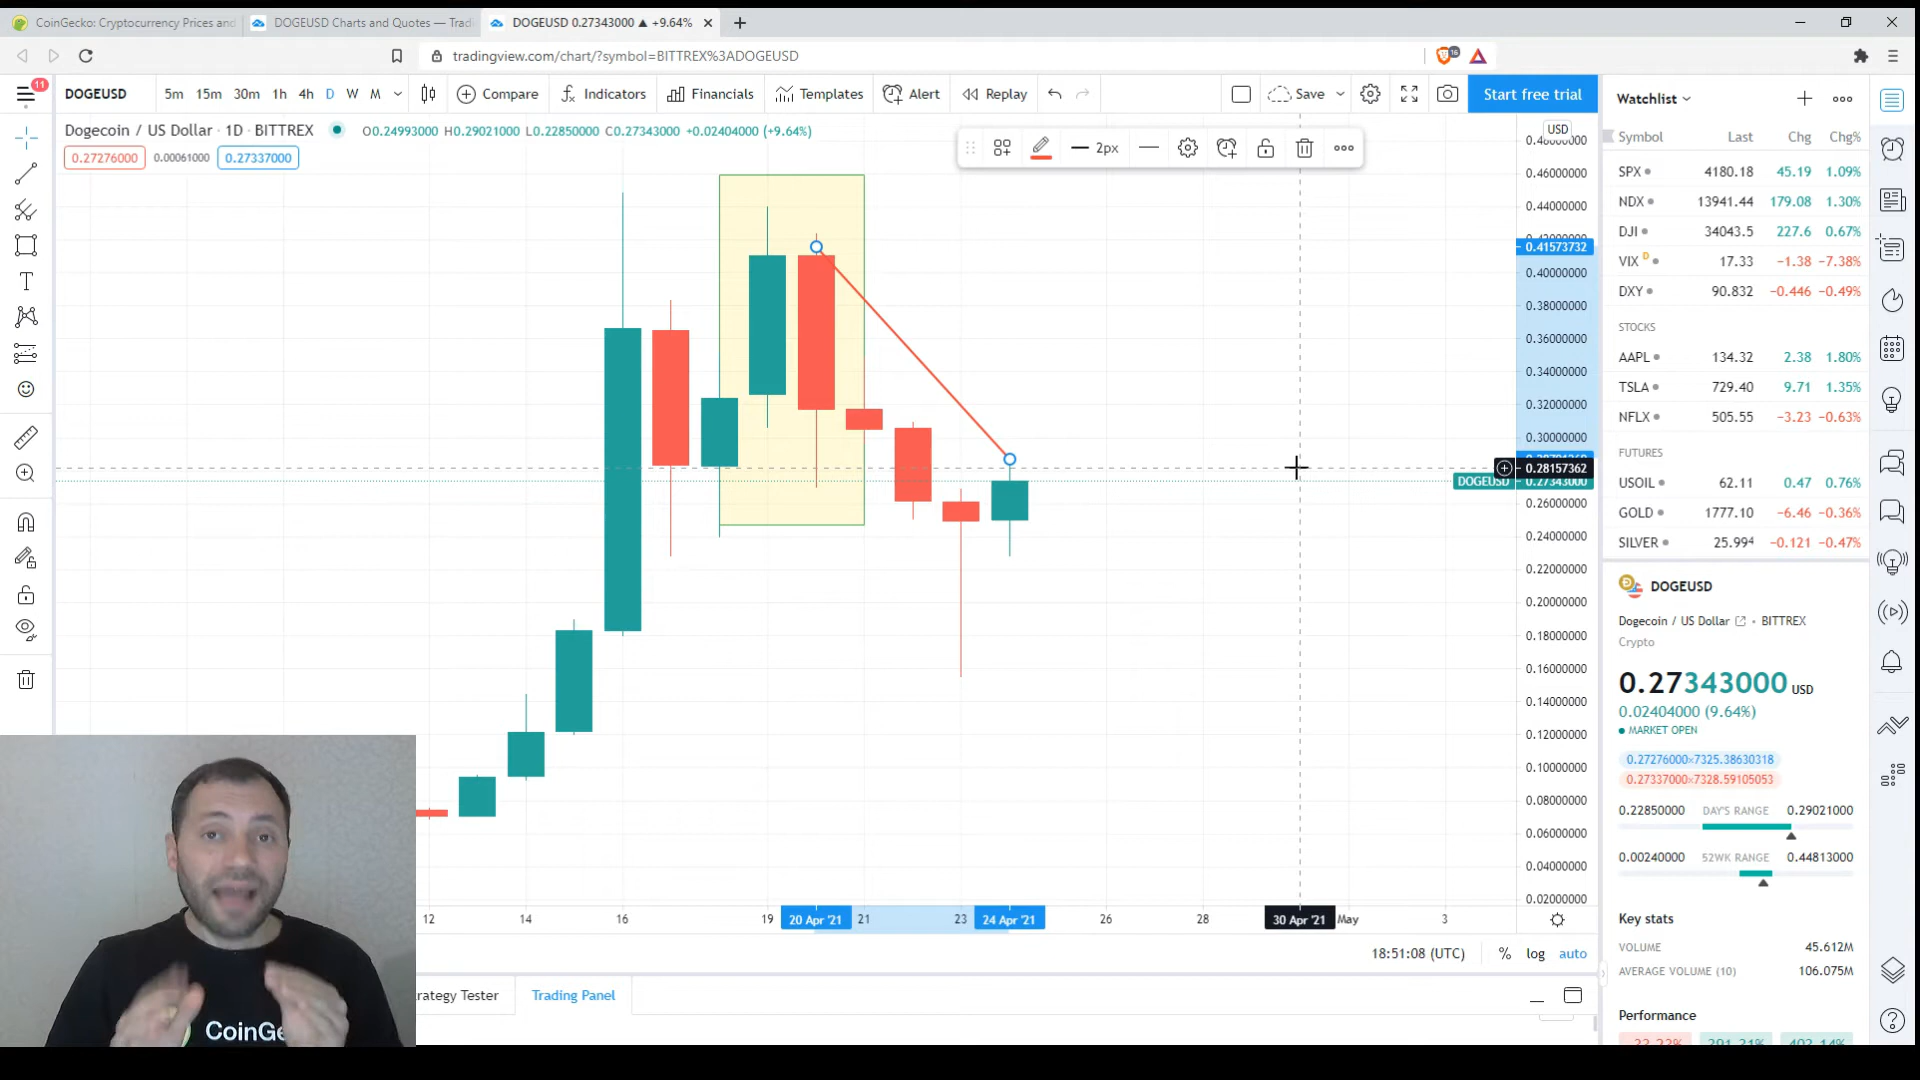 CoinGecko: Cryptocurrency Prices and
DOGEUSD Charts and Quotes — Tradi
DOGEUSD 0.27343000 ▲ +9.64%
tradingview.com/chart/?symbol=BITTREX%3ADOGEUSD
16
11
DOGEUSD 5m 15m 30m 1h 4h D W M Compare Indicators Financials Templates Alert Replay Save Start free trial
Dogecoin / US Dollar · 1D · BITTREX O0.24993000 H0.29021000 L0.22850000 C0.27343000 +0.02404000 (+9.64%)
0.27276000 0.00061000 0.27337000
2px
USD
0.46000000
0.44000000
0.41573732
0.40000000
0.38000000
0.36000000
0.34000000
0.32000000
0.30000000
0.28157362
DOGEUSD 0.27343000
0.26000000
0.24000000
0.22000000
0.20000000
0.18000000
0.16000000
0.14000000
0.12000000
0.10000000
0.08000000
0.06000000
0.04000000
0.02000000
12 14 16 19 20 Apr '21 21 23 24 Apr '21 26 28 30 Apr '21 May 3
18:51:08 (UTC) % log auto
rategy Tester Trading Panel
CoinGe
Watchlist
Symbol Last Chg Chg%
SPX 4180.18 45.19 1.09%
NDX 13941.44 179.08 1.30%
DJI 34043.5 227.6 0.67%
VIX D 17.33 −1.38 −7.38%
DXY 90.832 −0.446 −0.49%
STOCKS
AAPL 134.32 2.38 1.80%
TSLA 729.40 9.71 1.35%
NFLX 505.55 −3.23 −0.63%
FUTURES
USOIL 62.11 0.47 0.76%
GOLD 1777.10 −6.46 −0.36%
SILVER 25.994 −0.121 −0.47%
DOGEUSD
Dogecoin / US Dollar • BITTREX
Crypto
0.27343000 USD
0.02404000 (9.64%)
MARKET OPEN
0.27276000×7325.38630318
0.27337000×7328.59105053
0.22850000 DAY'S RANGE 0.29021000
0.00240000 52WK RANGE 0.44813000
Key stats
VOLUME 45.612M
AVERAGE VOLUME (10) 106.075M
Performance